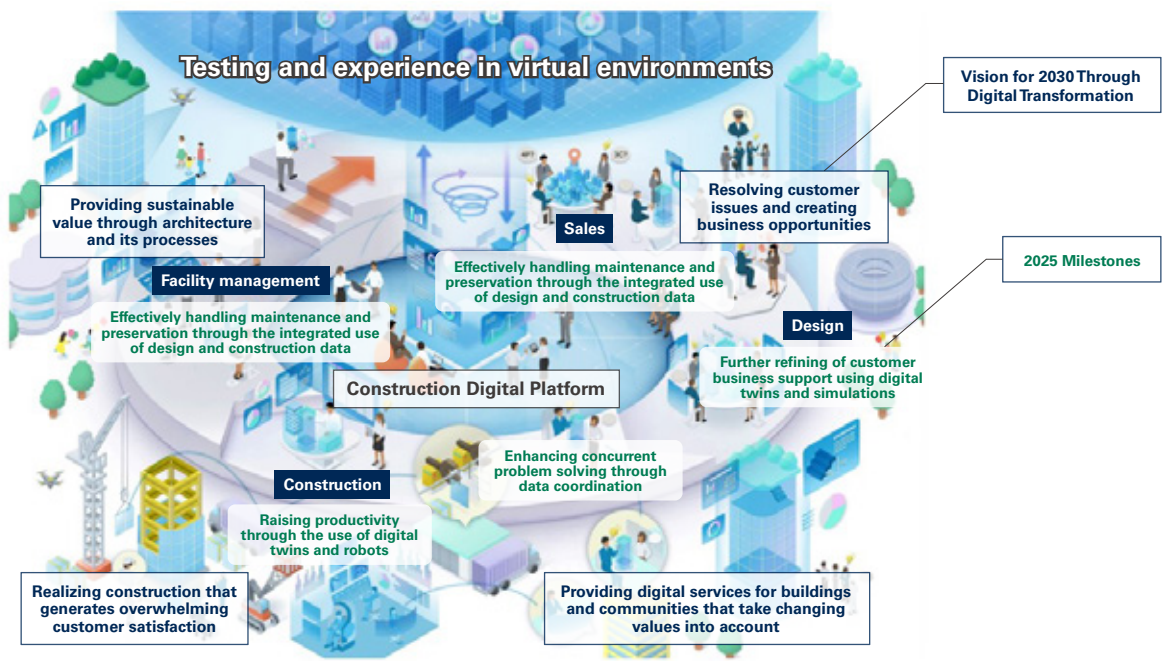 Testing and experience in virtual environments
Vision for 2030 Through
Digital Transformation
Providing sustainable
value through architecture
and its processes
Resolving customer
issues and creating
business opportunities
Sales
Effectively handling maintenance and
preservation through the integrated use
of design and construction data
2025 Milestones
Facility management
Effectively handling maintenance and
preservation through the integrated use
of design and construction data
Design
Further refining of customer
business support using digital
twins and simulations
Construction Digital Platform
Enhancing concurrent
problem solving through
data coordination
Construction
Raising productivity
through the use of digital
twins and robots
Realizing construction that
generates overwhelming
customer satisfaction
Providing digital services for buildings
and communities that take changing
values into account